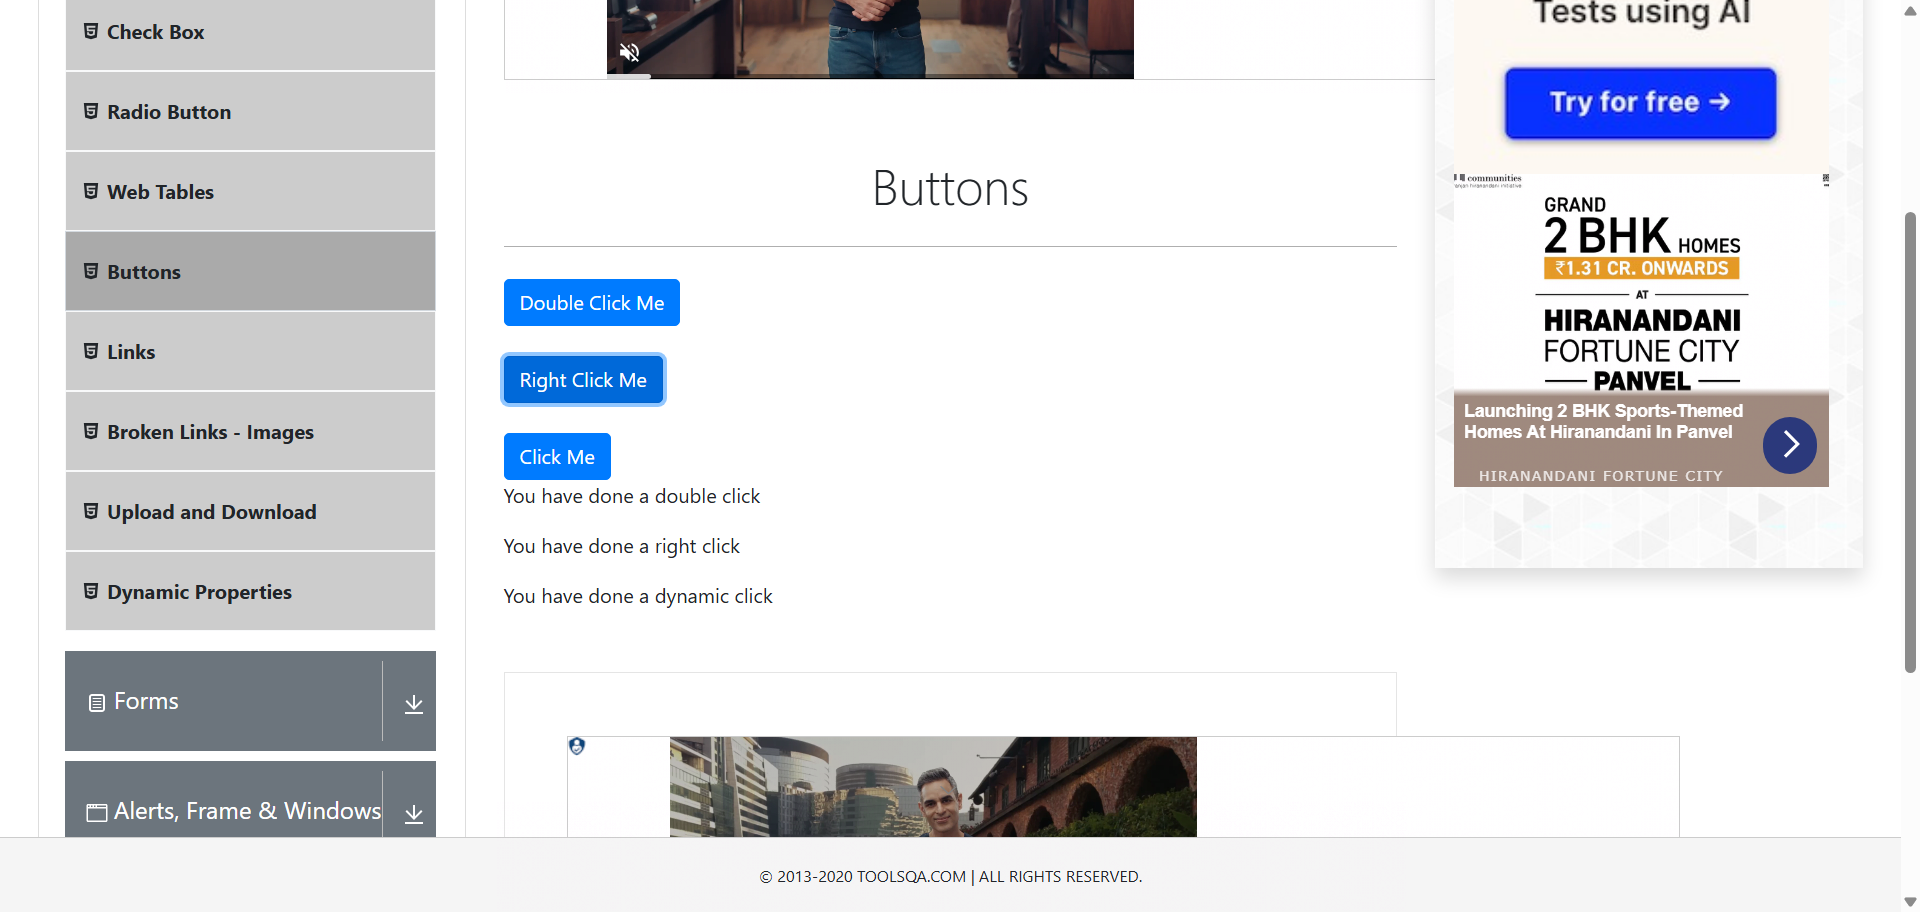 Check Box
Radio Button
Web Tables
Buttons
Links
Broken Links - Images
Upload and Download
Dynamic Properties
Forms
Alerts, Frame & Windows
Buttons
Double Click Me
Right Click Me
Click Me
You have done a double click
You have done a right click
You have done a dynamic click
Tests using AI
Try for free →
communities
GRAND
2 BHK HOMES
₹1.31 CR. ONWARDS
AT
HIRANANDANI
FORTUNE CITY
PANVEL
Launching 2 BHK Sports-Themed
Homes At Hiranandani In Panvel
HIRANANDANI FORTUNE CITY
© 2013-2020 TOOLSQA.COM | ALL RIGHTS RESERVED.